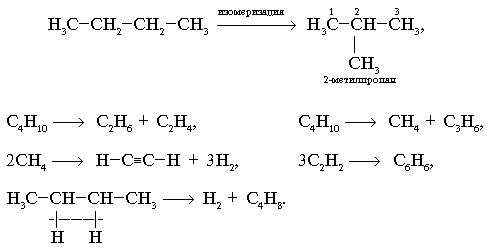 изомеризация
H₃C–CH₂–CH₂–CH₃ ⟶ H₃C–CH–CH₃,
1 2 3
CH₃
2-метилпропан
C₄H₁₀ ⟶ C₂H₆ + C₂H₄, C₄H₁₀ ⟶ CH₄ + C₃H₆,
2CH₄ ⟶ H–C≡C–H + 3H₂, 3C₂H₂ ⟶ C₆H₆,
H₃C–CH–CH–CH₃ ⟶ H₂ + C₄H₈.
H H